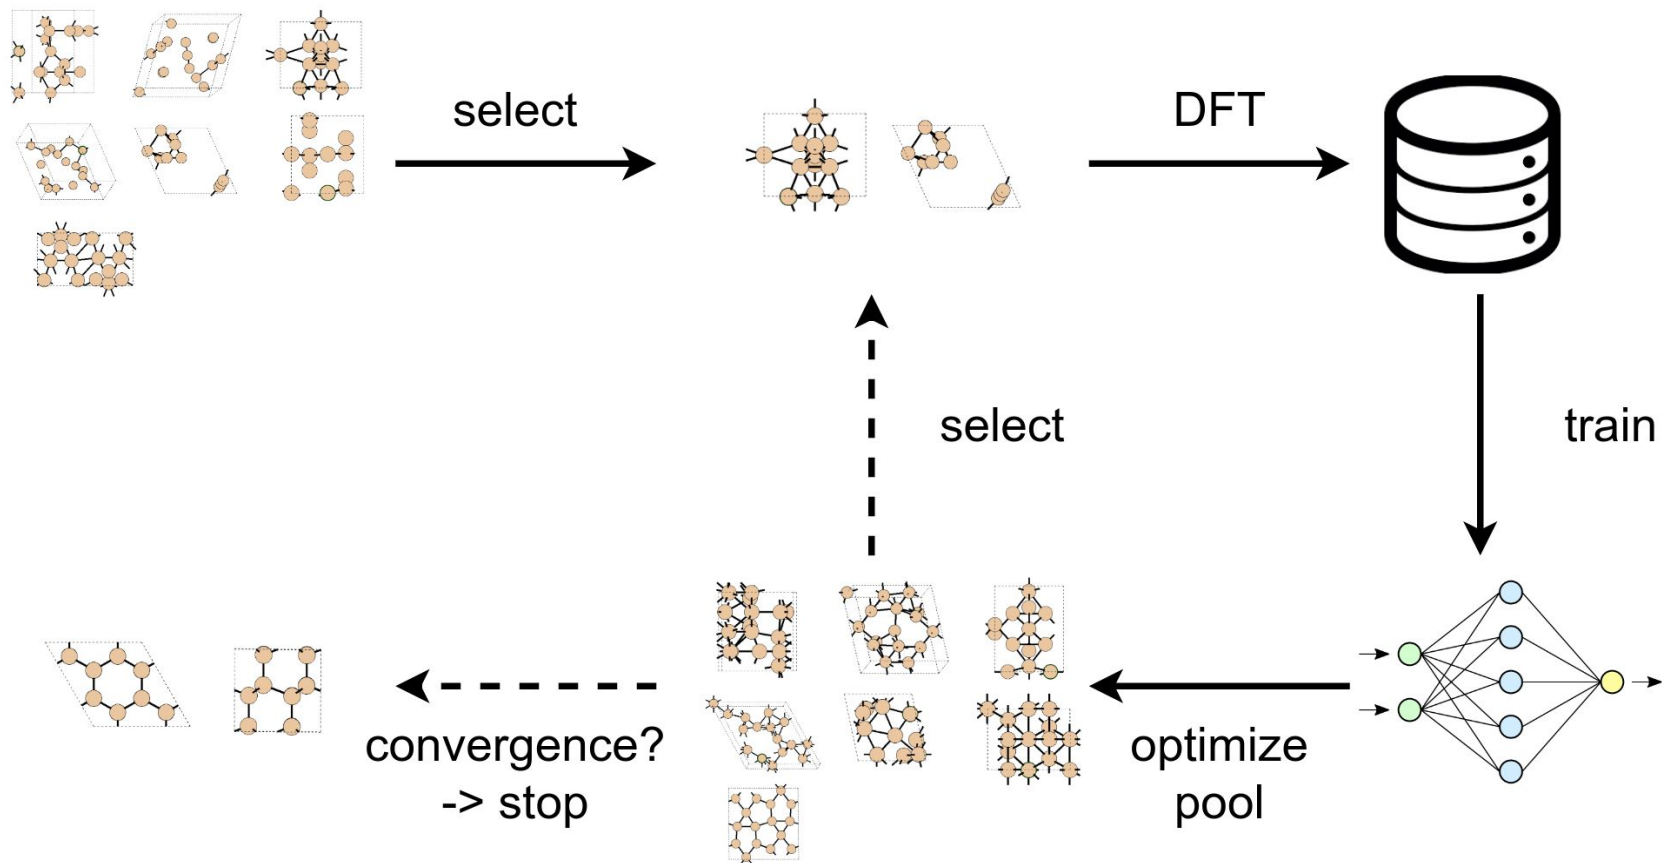 select
DFT
select
train
convergence?
-> stop
optimize
pool